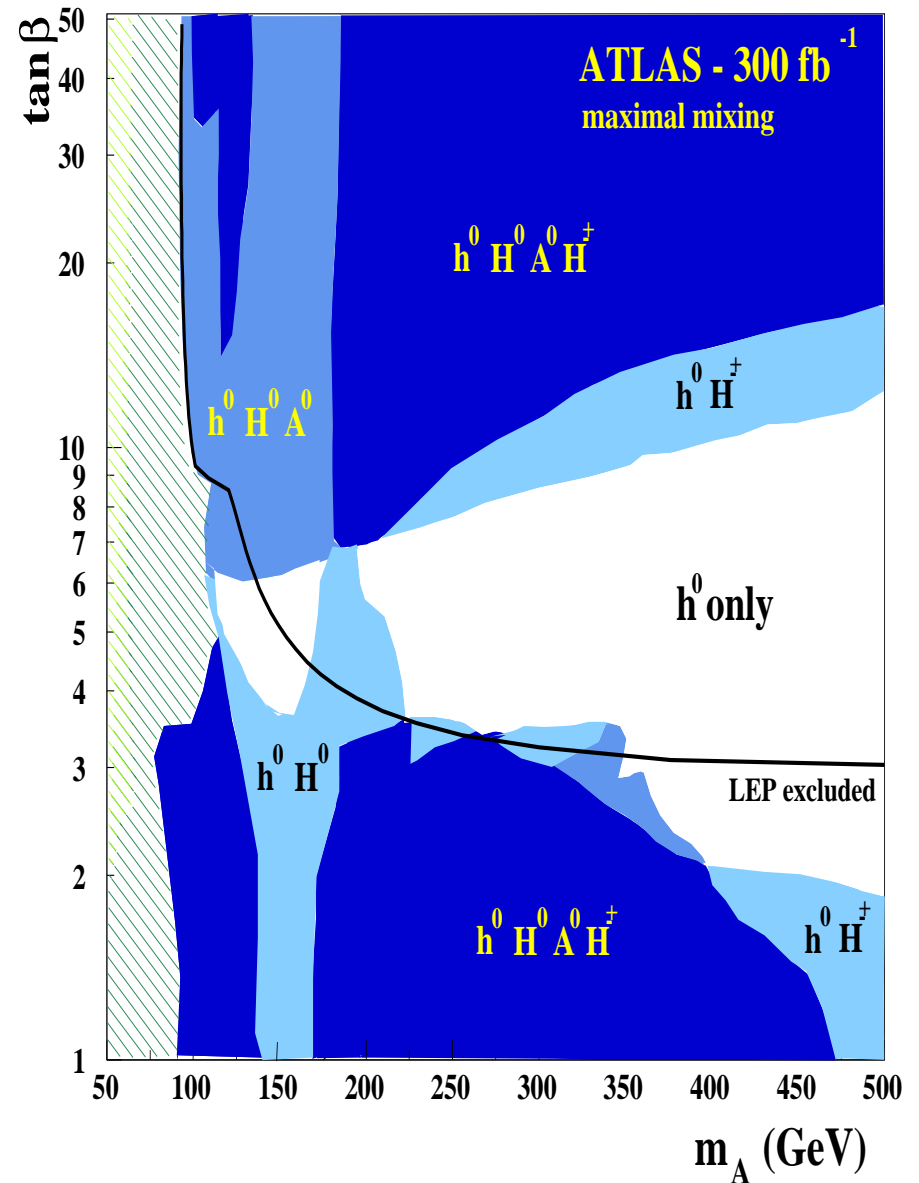 tan β
50
40
30
20
10
9
8
7
6
5
4
3
2
1
ATLAS - 300 fb⁻¹
maximal mixing
h⁰ H⁰ A⁰ H±
h⁰ H±
h⁰ H⁰ A⁰
h⁰ only
h⁰ H⁰
LEP excluded
h⁰ H⁰ A⁰ H±
h⁰ H±
50 100 150 200 250 300 350 400 450 500
m_A (GeV)